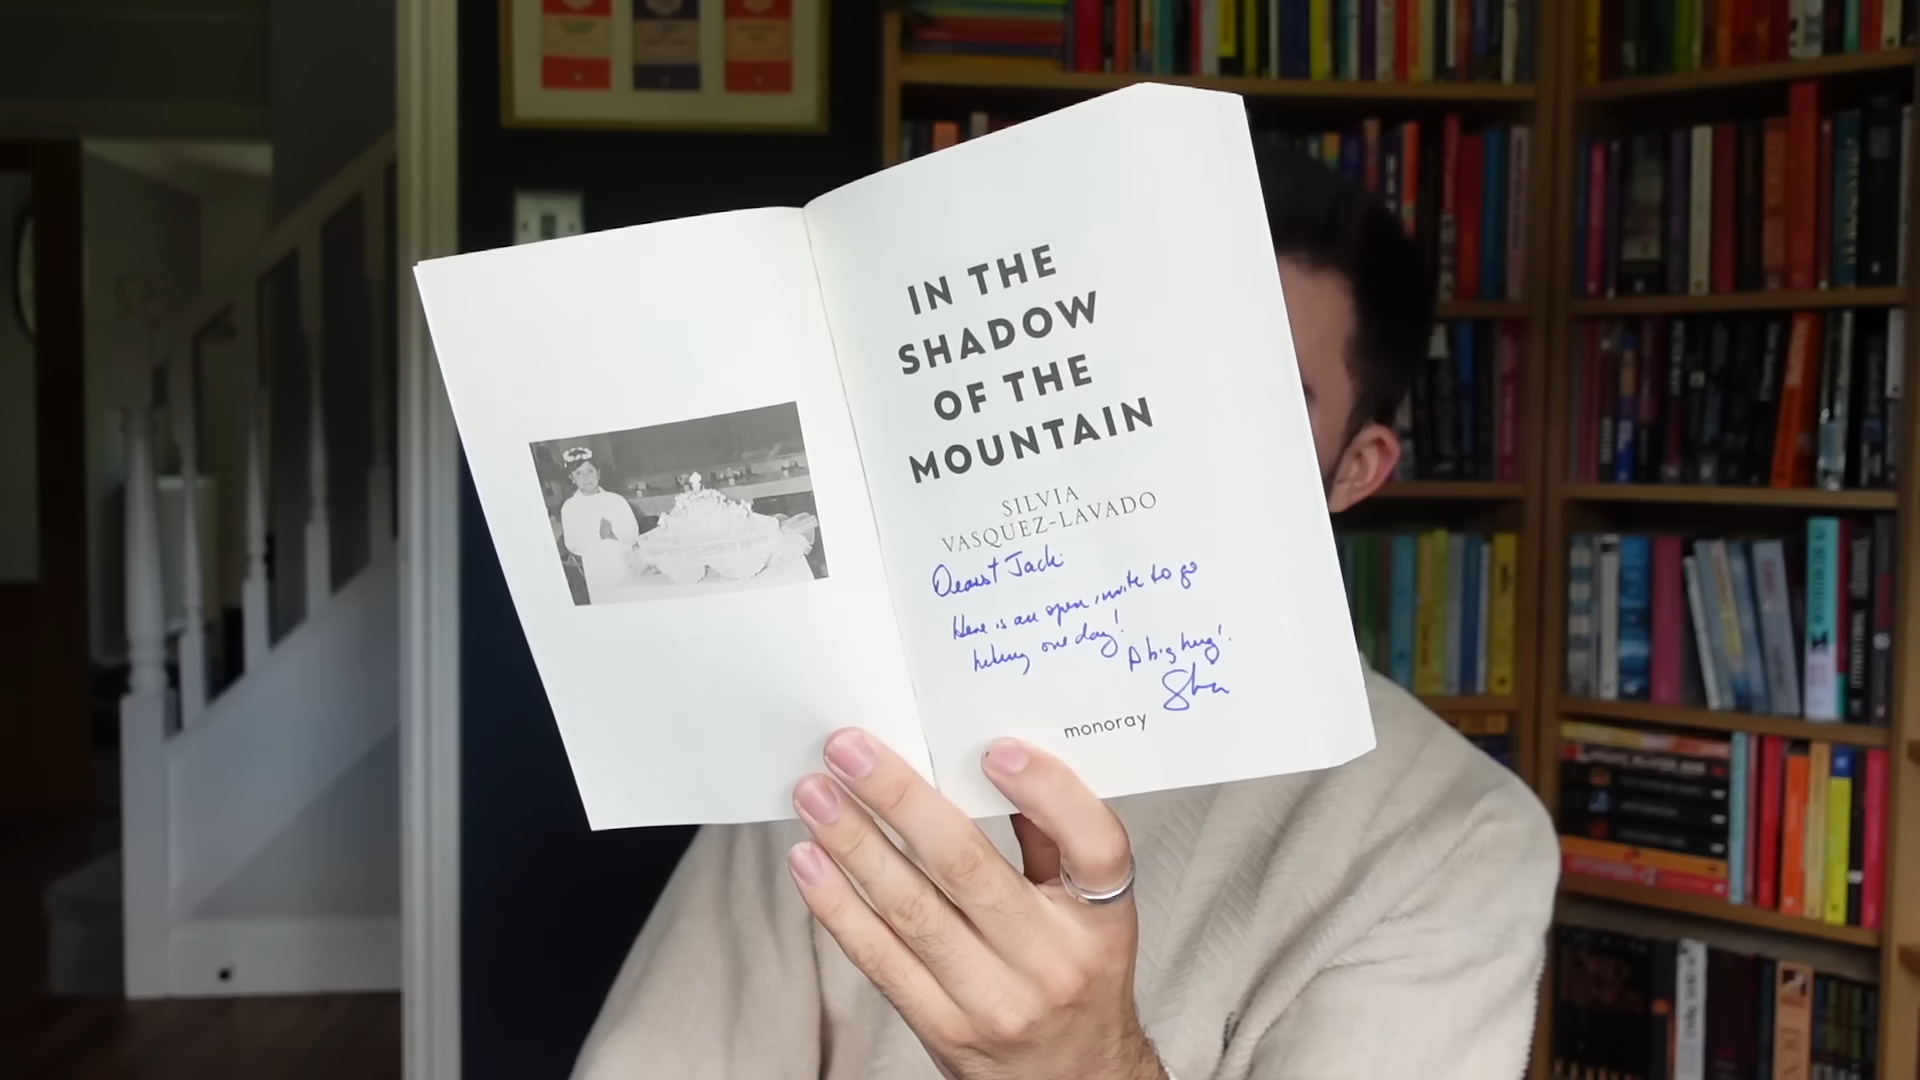 IN THE
SHADOW
OF THE
MOUNTAIN
SILVIA
VASQUEZ-LAVADO
Dearest Jack
Here is an open invite to go
hiking one day!
A big hug!
Silvia
monoray